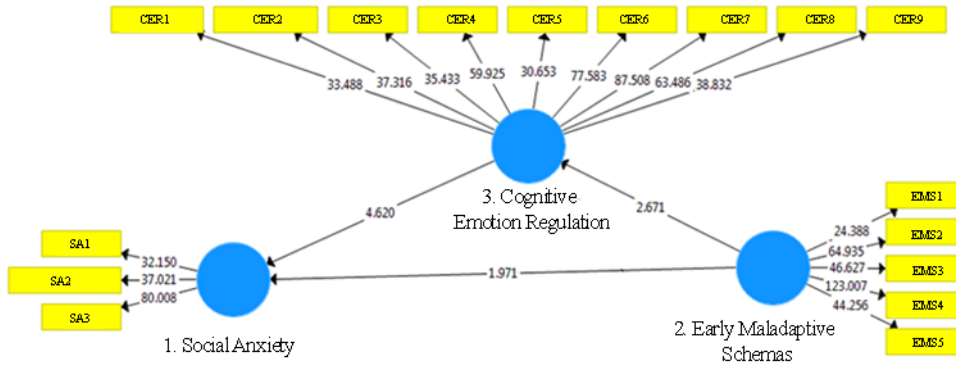 CER1 CER2 CER3 CER4 CER5 CER6 CER7 CER8 CER9
33.488 37.316 35.433 59.925 30.653 77.583 87.508 63.486 38.832
3. Cognitive
Emotion Regulation
4.620
2.671
1.971
SA1
SA2
SA3
32.150
37.021
80.008
1. Social Anxiety
EMS1
EMS2
EMS3
EMS4
EMS5
24.388
64.935
46.627
123.007
44.256
2. Early Maladaptive
Schemas